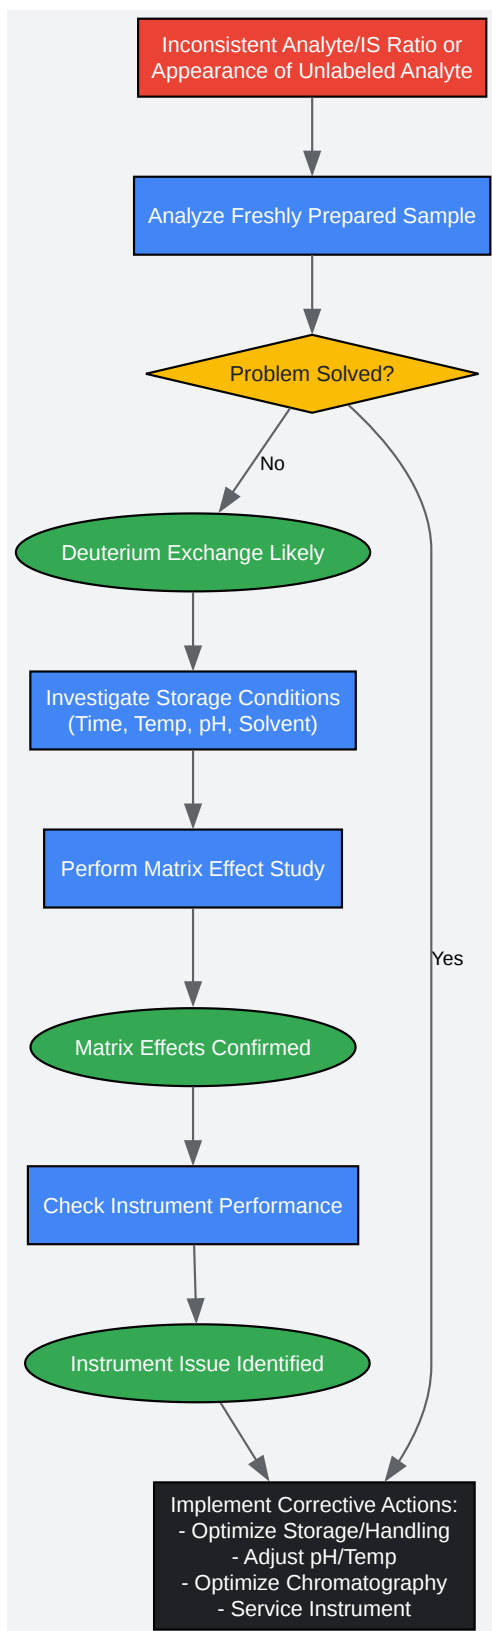 Inconsistent Analyte/IS Ratio or
Appearance of Unlabeled Analyte
Analyze Freshly Prepared Sample
Problem Solved?
No
Deuterium Exchange Likely
Investigate Storage Conditions
(Time, Temp, pH, Solvent)
Perform Matrix Effect Study
Yes
Matrix Effects Confirmed
Check Instrument Performance
Instrument Issue Identified
Implement Corrective Actions:
- Optimize Storage/Handling
- Adjust pH/Temp
- Optimize Chromatography
- Service Instrument